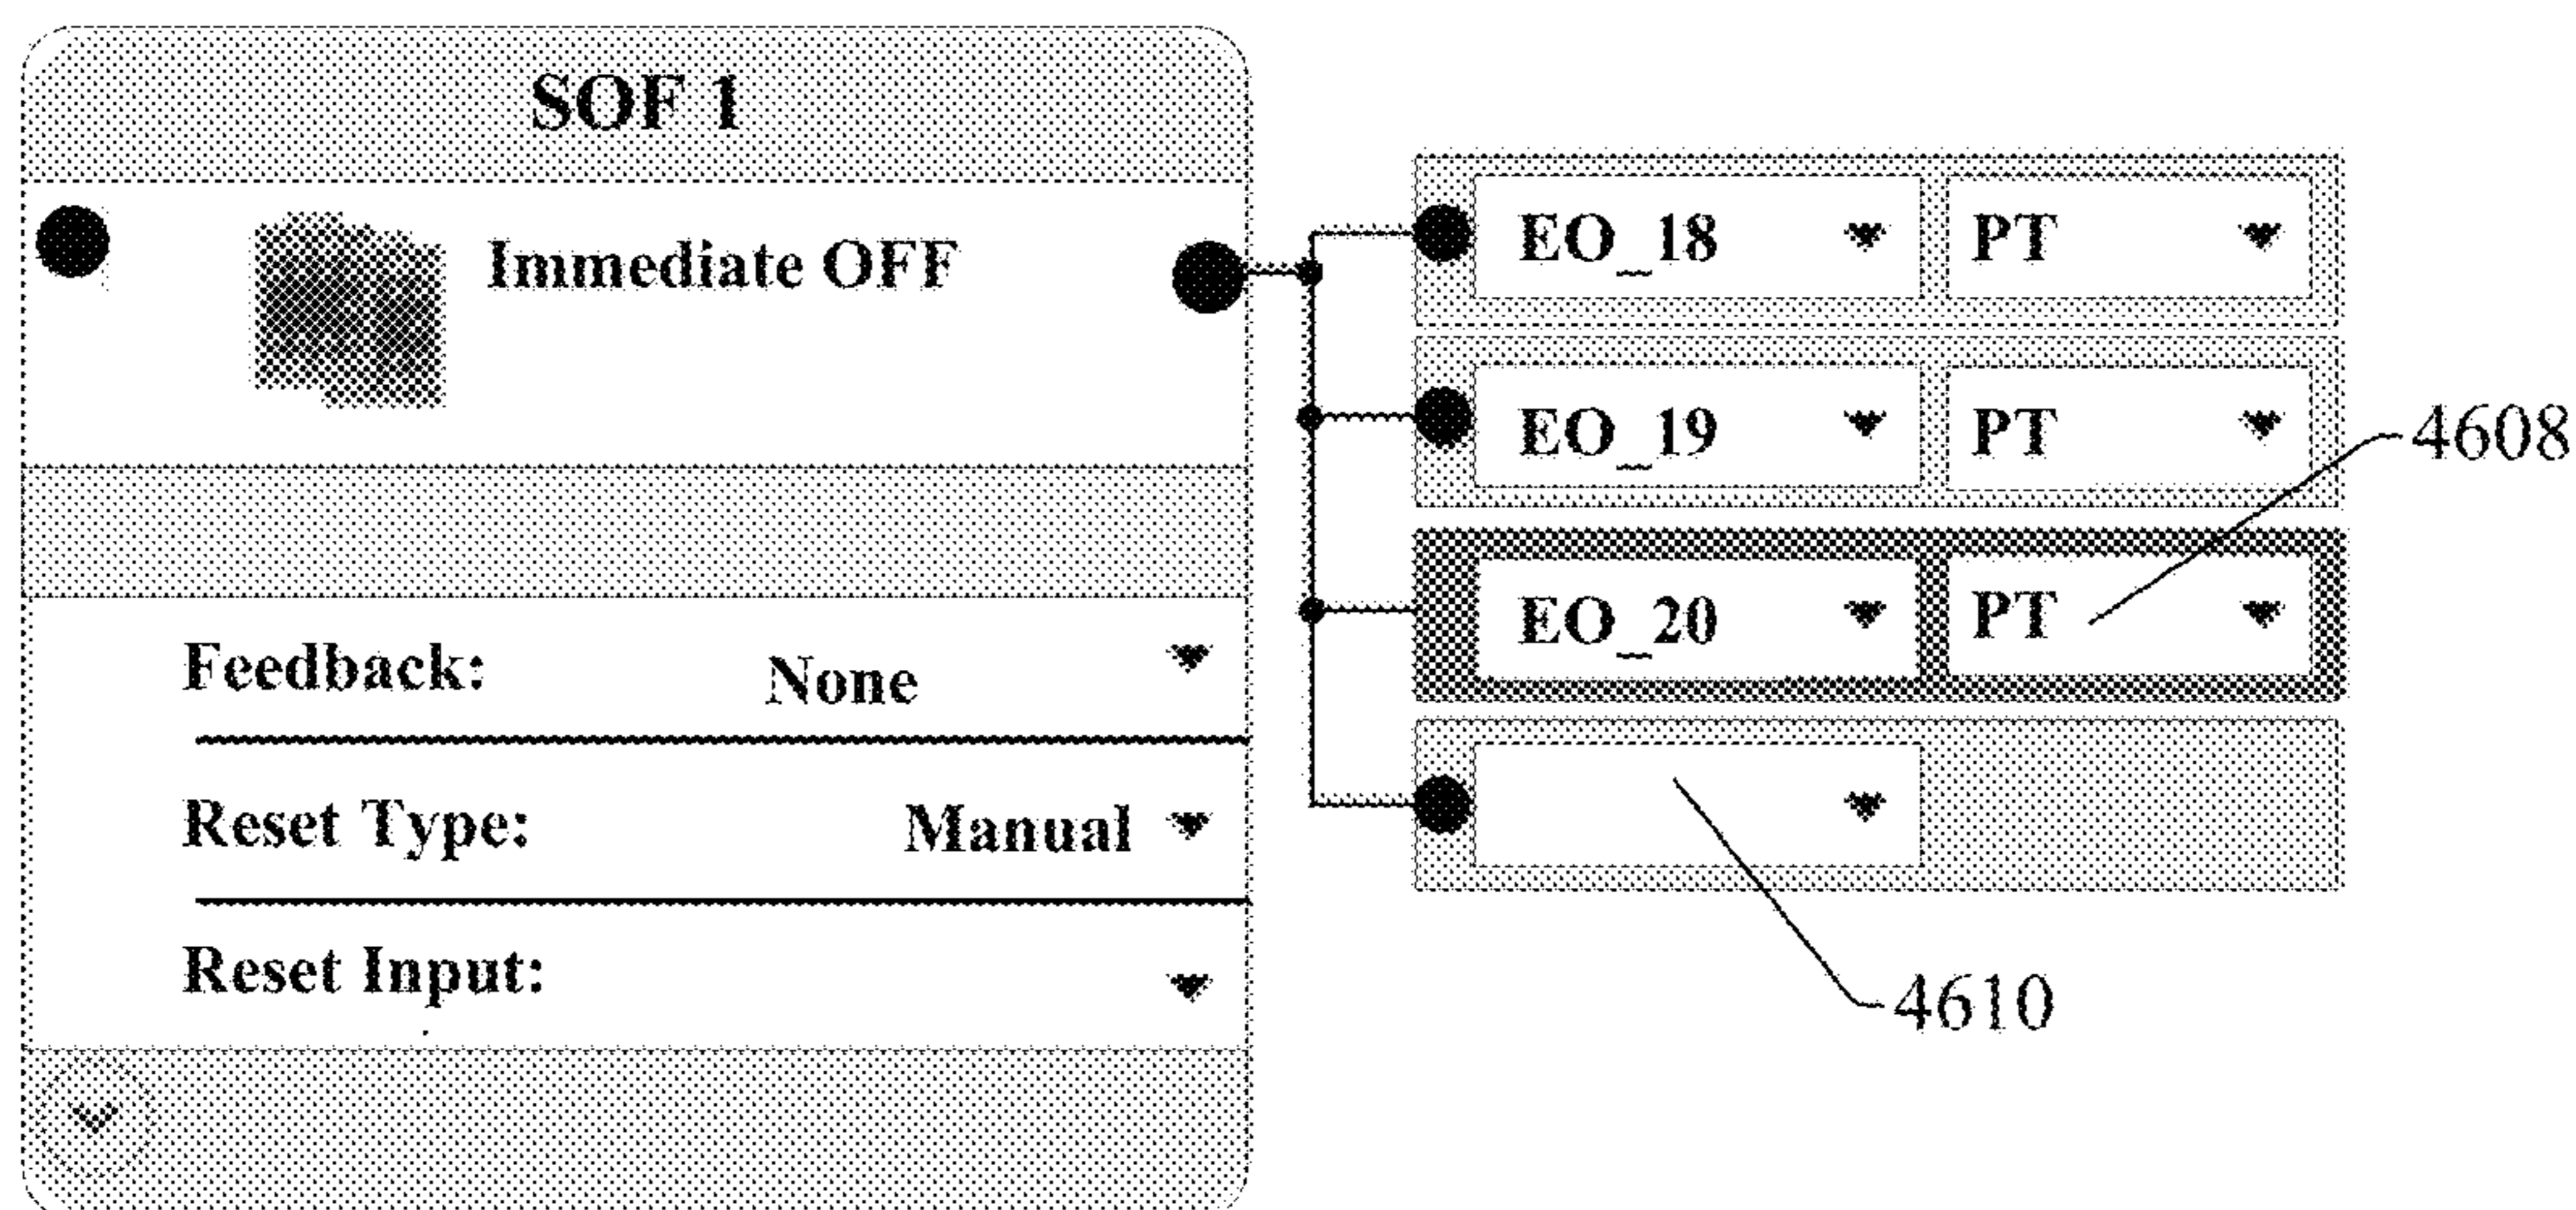 SOF 1
Immediate OFF
Feedback: None
Reset Type: Manual
Reset Input:
EO_18 PT
EO_19 PT
4608
EO_20 PT
4610